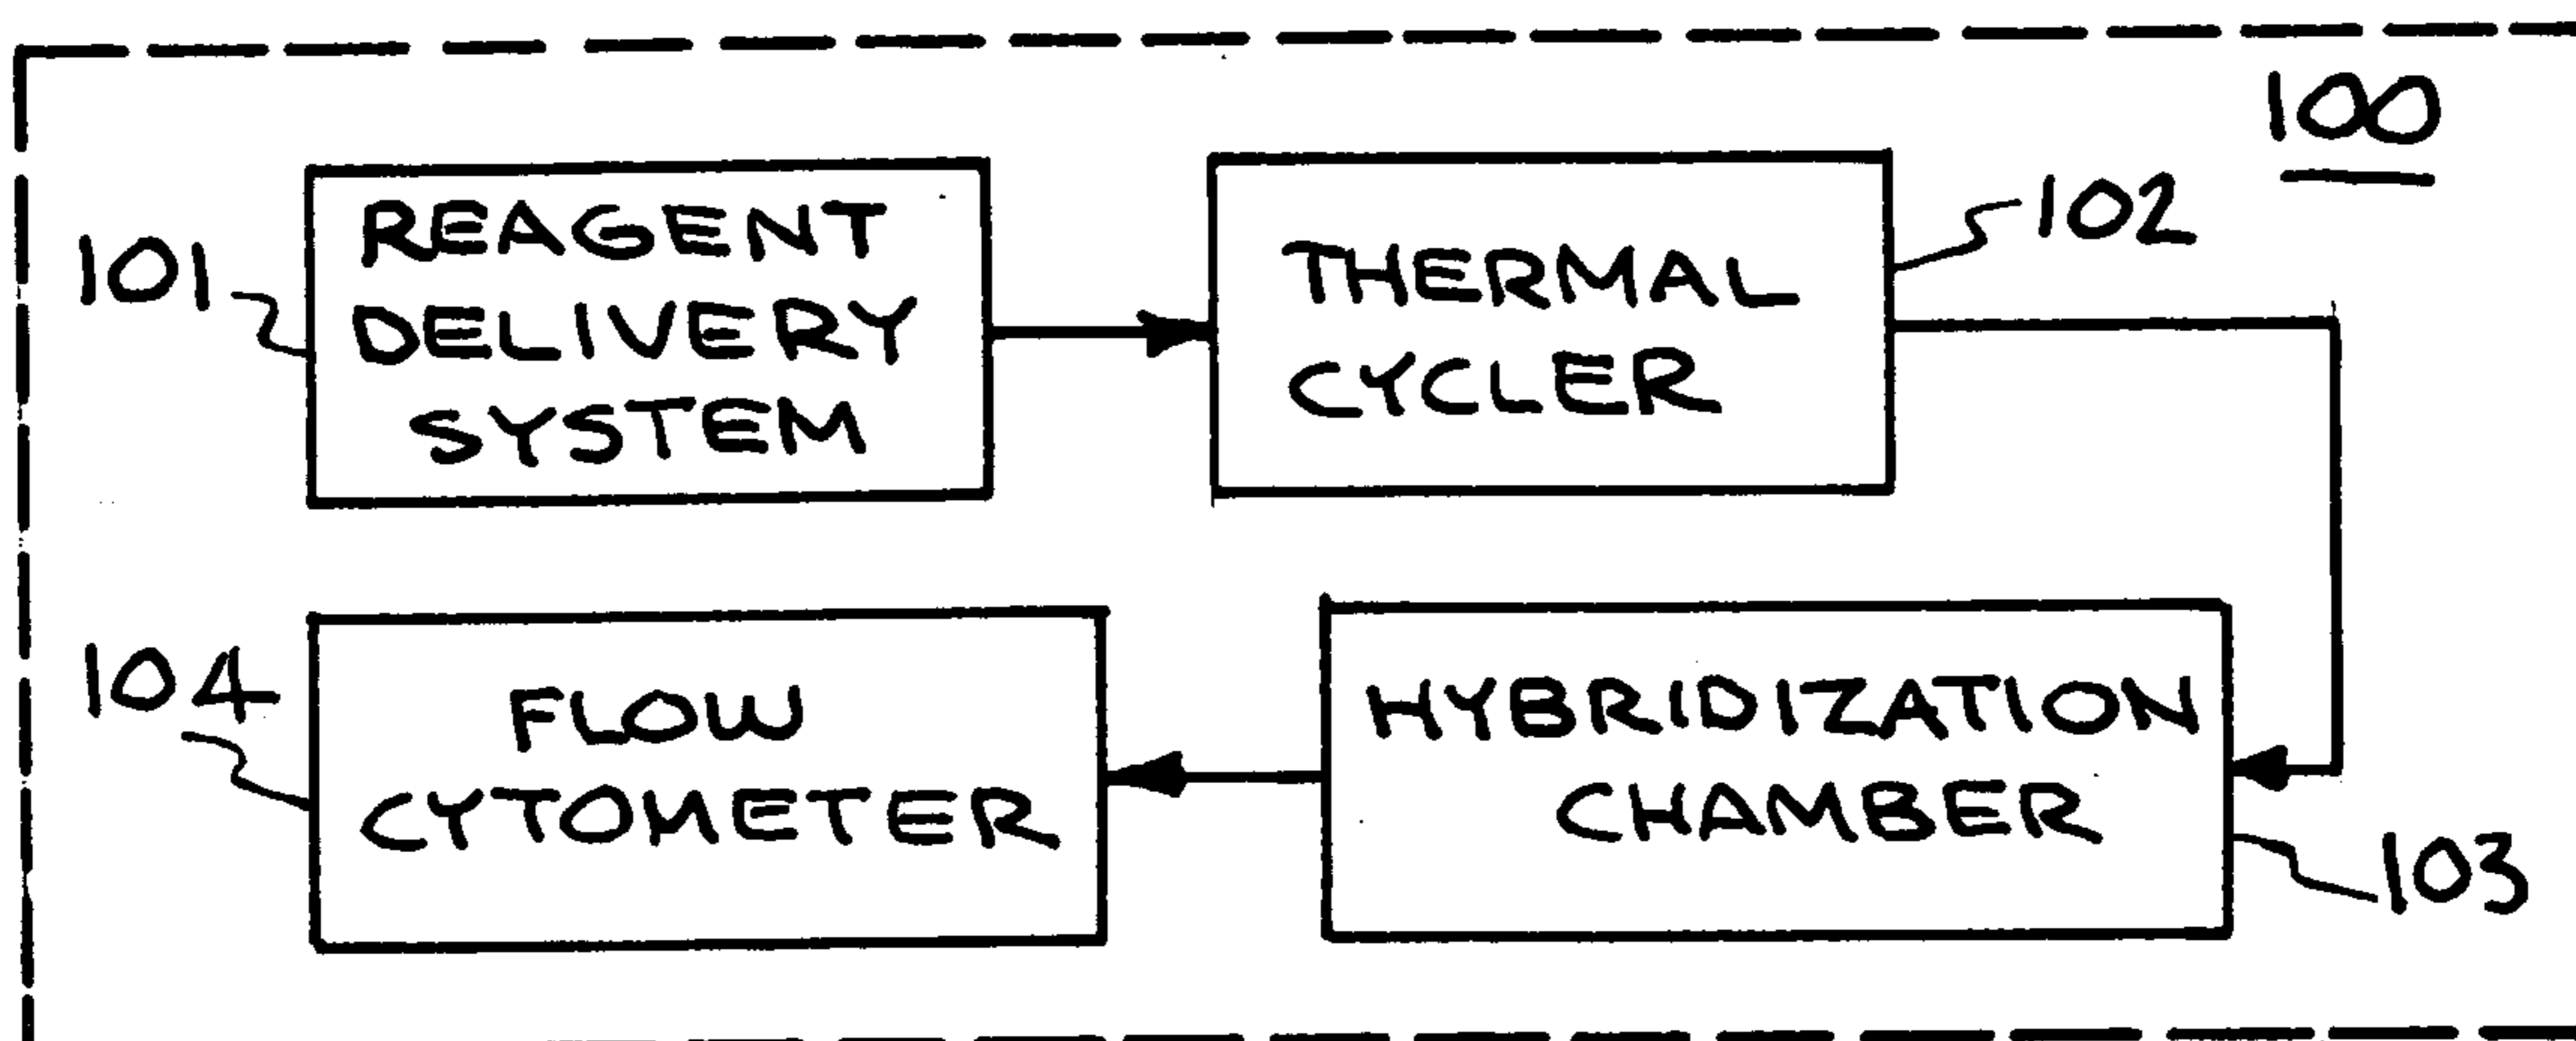 100
101
REAGENT
DELIVERY
SYSTEM
THERMAL
CYCLER
102
104
FLOW
CYTOMETER
HYBRIDIZATION
CHAMBER
103